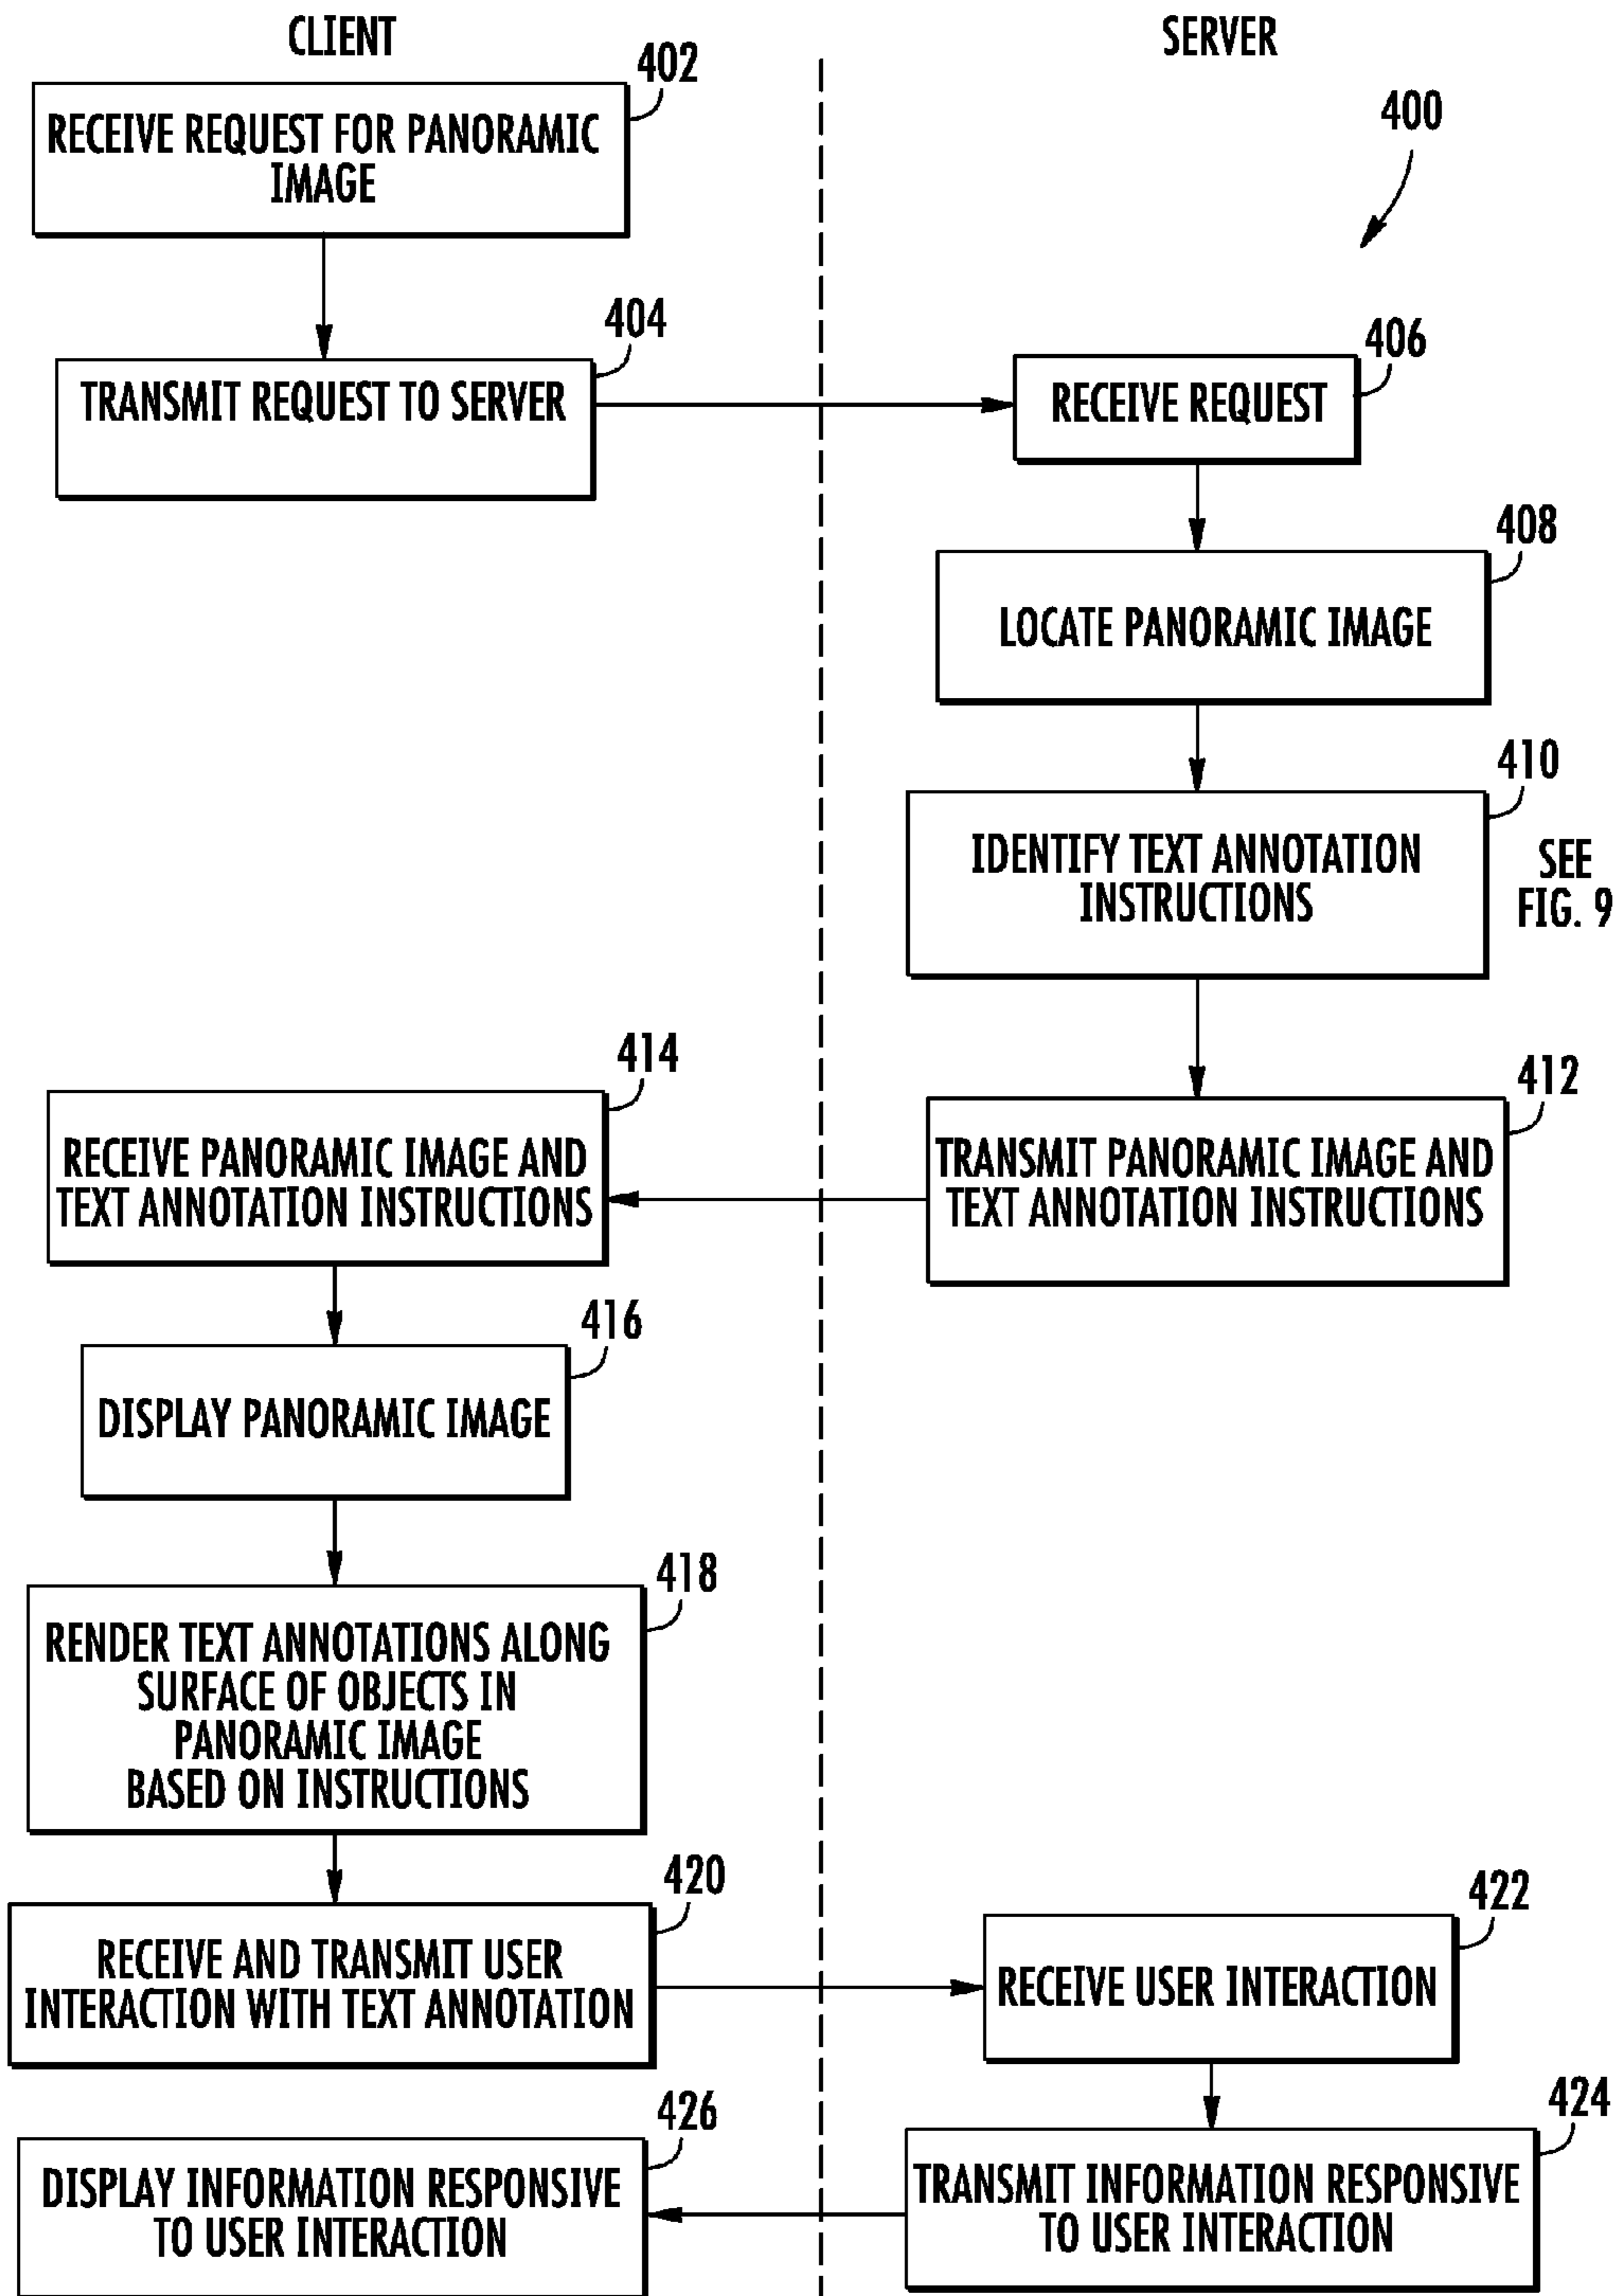 CLIENT
SERVER
400
402
RECEIVE REQUEST FOR PANORAMIC
IMAGE
404
TRANSMIT REQUEST TO SERVER
406
RECEIVE REQUEST
408
LOCATE PANORAMIC IMAGE
410
IDENTIFY TEXT ANNOTATION
INSTRUCTIONS
SEE
FIG. 9
412
TRANSMIT PANORAMIC IMAGE AND
TEXT ANNOTATION INSTRUCTIONS
414
RECEIVE PANORAMIC IMAGE AND
TEXT ANNOTATION INSTRUCTIONS
416
DISPLAY PANORAMIC IMAGE
418
RENDER TEXT ANNOTATIONS ALONG
SURFACE OF OBJECTS IN
PANORAMIC IMAGE
BASED ON INSTRUCTIONS
420
RECEIVE AND TRANSMIT USER
INTERACTION WITH TEXT ANNOTATION
422
RECEIVE USER INTERACTION
424
TRANSMIT INFORMATION RESPONSIVE
TO USER INTERACTION
426
DISPLAY INFORMATION RESPONSIVE
TO USER INTERACTION